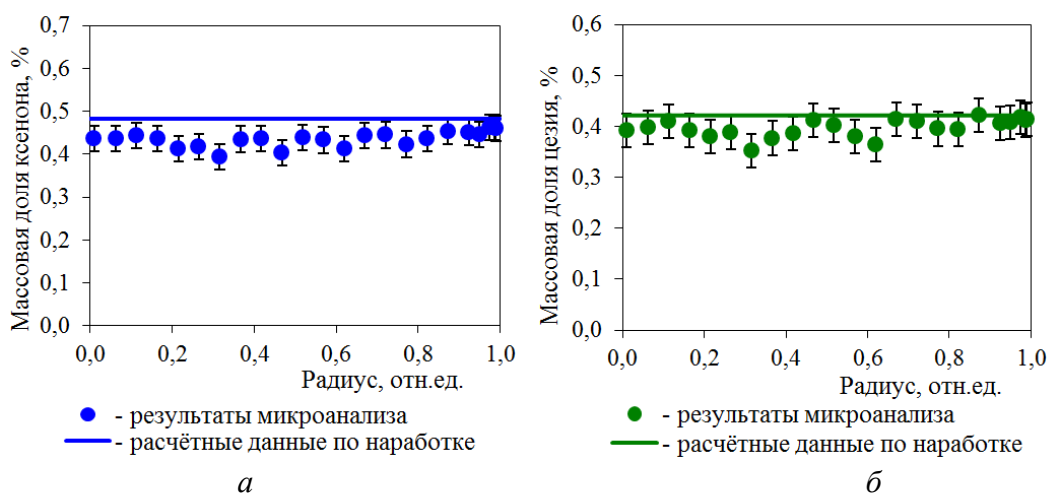 Массовая доля ксенона, %
0,7
0,6
0,5
0,4
0,3
0,2
0,1
0,0
0,0 0,2 0,4 0,6 0,8 1,0
Радиус, отн.ед.
- результаты микроанализа
- расчётные данные по наработке
а
Массовая доля цезия, %
0,6
0,5
0,4
0,3
0,2
0,1
0,0
0,0 0,2 0,4 0,6 0,8 1,0
Радиус, отн.ед.
- результаты микроанализа
- расчётные данные по наработке
б